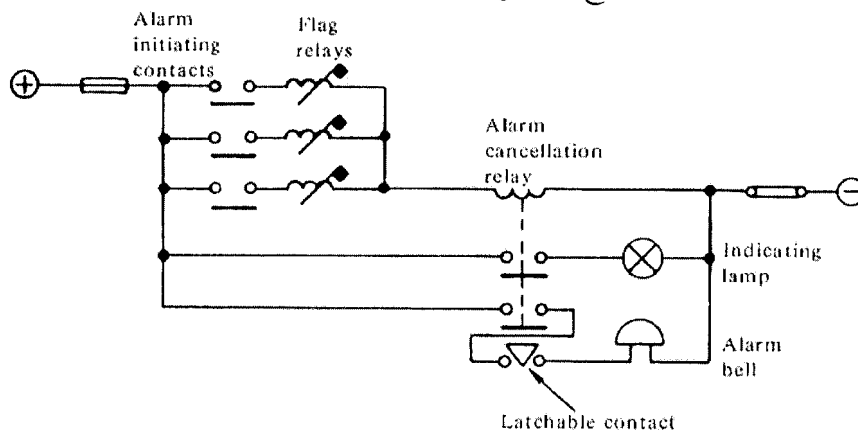 Alarm
initiating
contacts
Flag
relays
Alarm
cancellation
relay
Indicating
lamp
Alarm
bell
Latchable contact